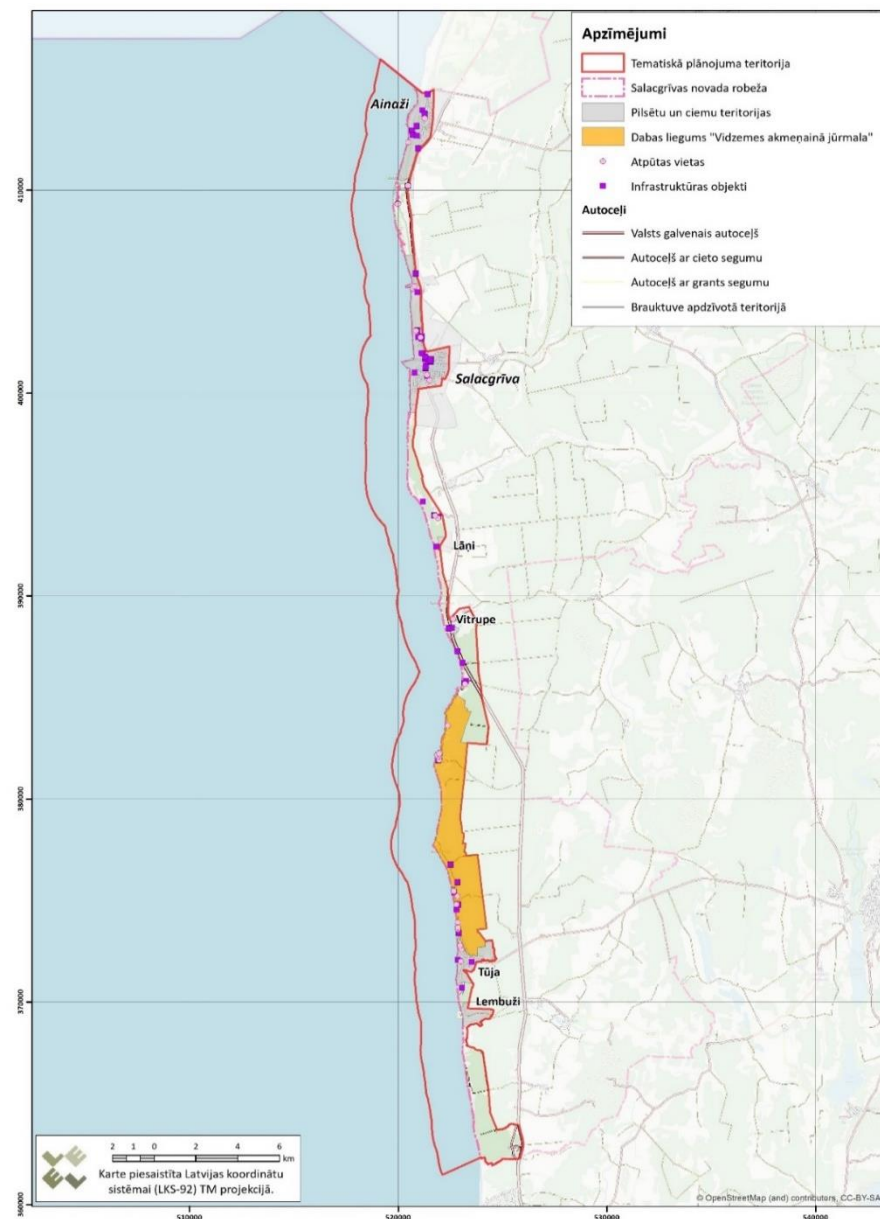 Apzīmējumi
Tematiskā plānojuma teritorija
Salacgrīvas novada robeža
Pilsētu un ciemu teritorijas
Dabas liegums "Vidzemes akmeņainā jūrmala"
Atpūtas vietas
Infrastruktūras objekti
Autoceļi
Valsts galvenais autoceļš
Autoceļš ar cieto segumu
Autoceļš ar grants segumu
Brauktuve apdzīvotā teritorijā
Ainaži
410000
Salacgrīva
400000
Lāņi
390000
Vitrupe
380000
Tūja
370000
Lembuži
2 1 0 2 4 6
km
Karte piesaistīta Latvijas koordinātu
sistēmai (LKS-92) TM projekcijā.
© OpenStreetMap (and) contributors, CC-BY-SA
360000
510000 520000 530000 540000